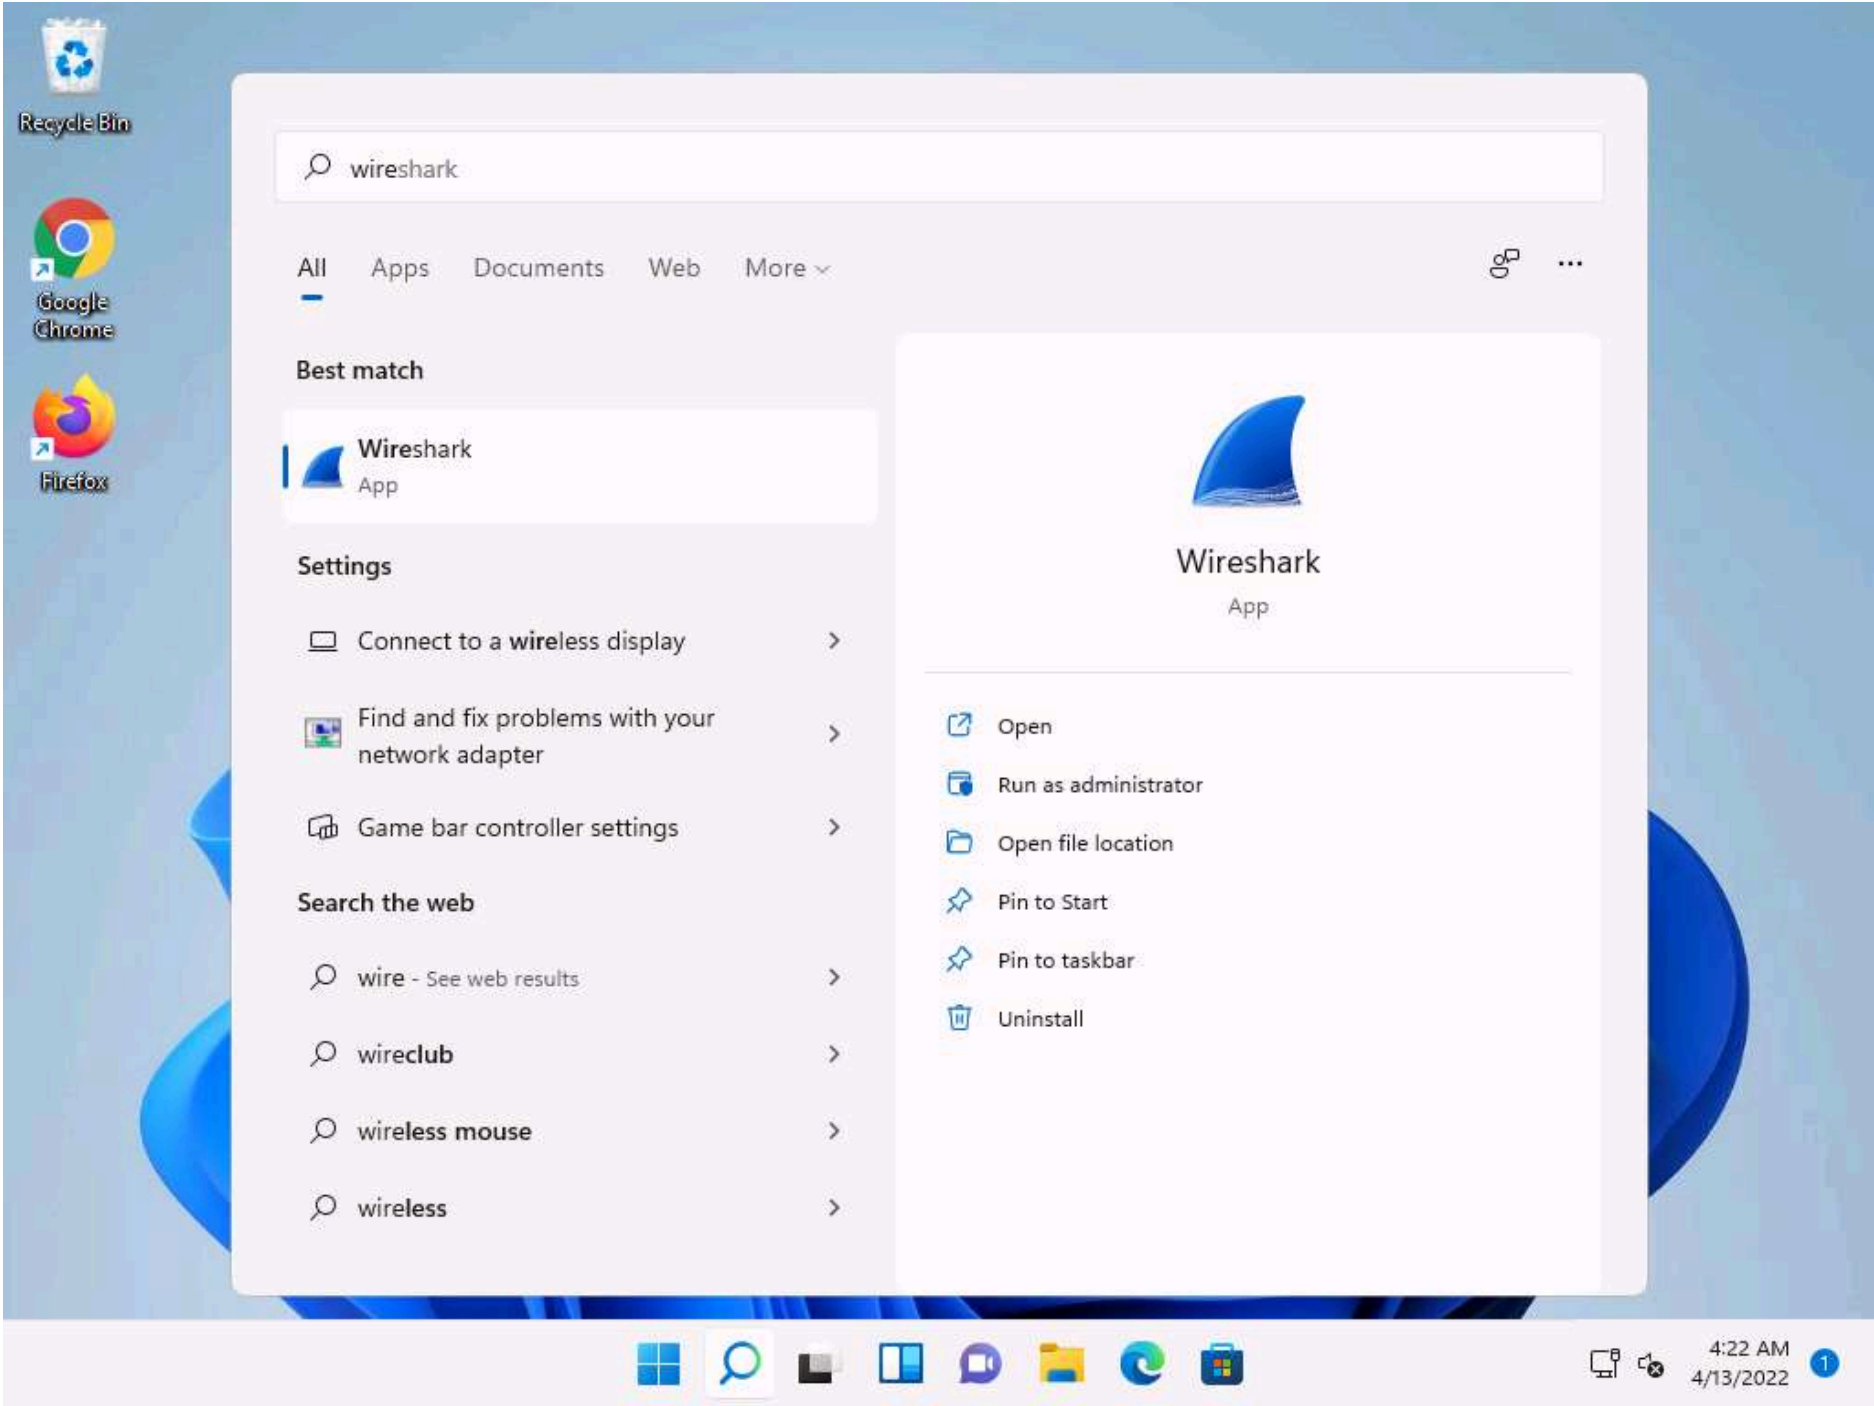 Recycle Bin
Google
Chrome
Firefox
wireshark
All Apps Documents Web More
Best match
Wireshark
App
Settings
Connect to a wireless display
Find and fix problems with your
network adapter
Game bar controller settings
Search the web
wire - See web results
wireclub
wireless mouse
wireless
Wireshark
App
Open
Run as administrator
Open file location
Pin to Start
Pin to taskbar
Uninstall
4:22 AM
4/13/2022
1